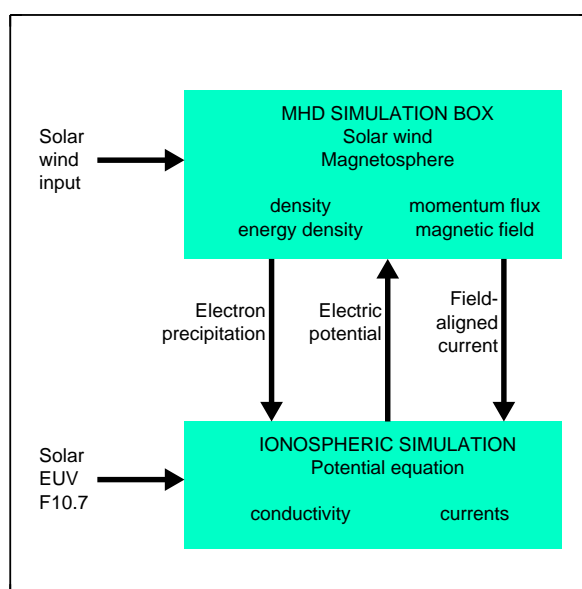 MHD SIMULATION BOX
Solar wind
Magnetosphere
density
energy density
momentum flux
magnetic field
Solar
wind
input
Electron
precipitation
Electric
potential
Field-
aligned
current
IONOSPHERIC SIMULATION
Potential equation
conductivity
currents
Solar
EUV
F10.7